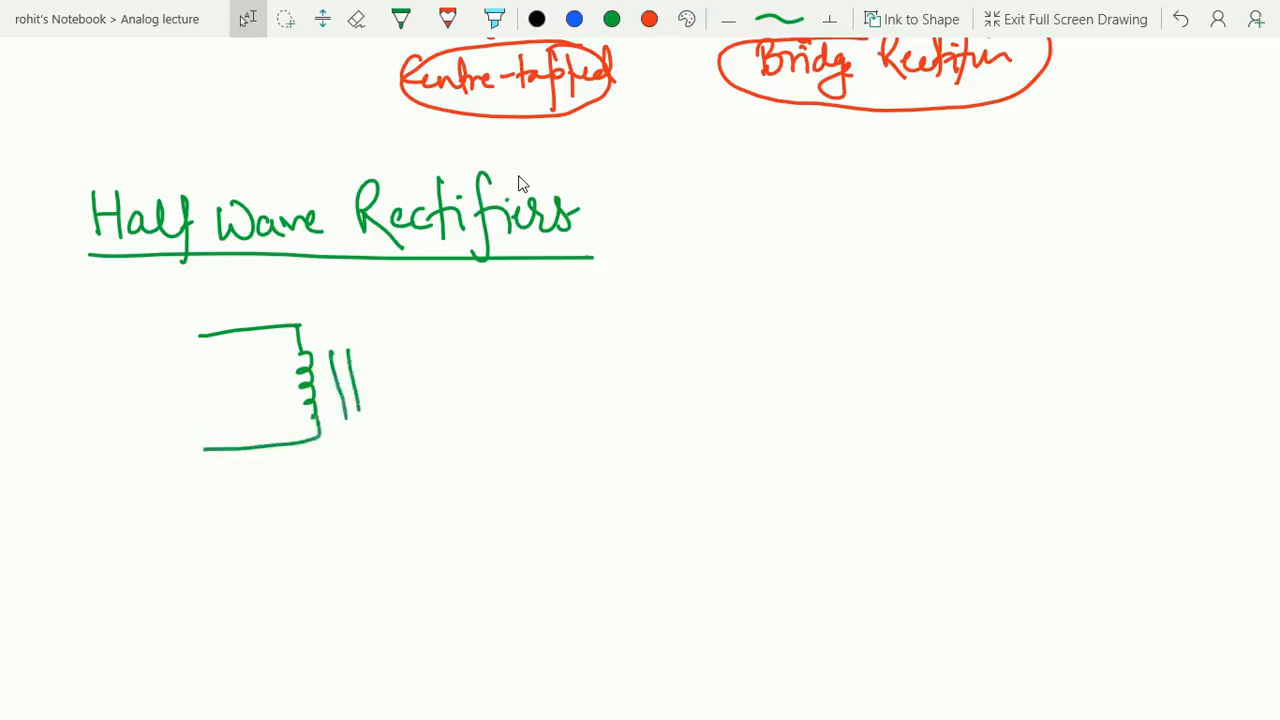 rohit's Notebook > Analog lecture
Ink to Shape
Exit Full Screen Drawing
Centre-tapped
Bridge Rectifier
Half Wave Rectifiers